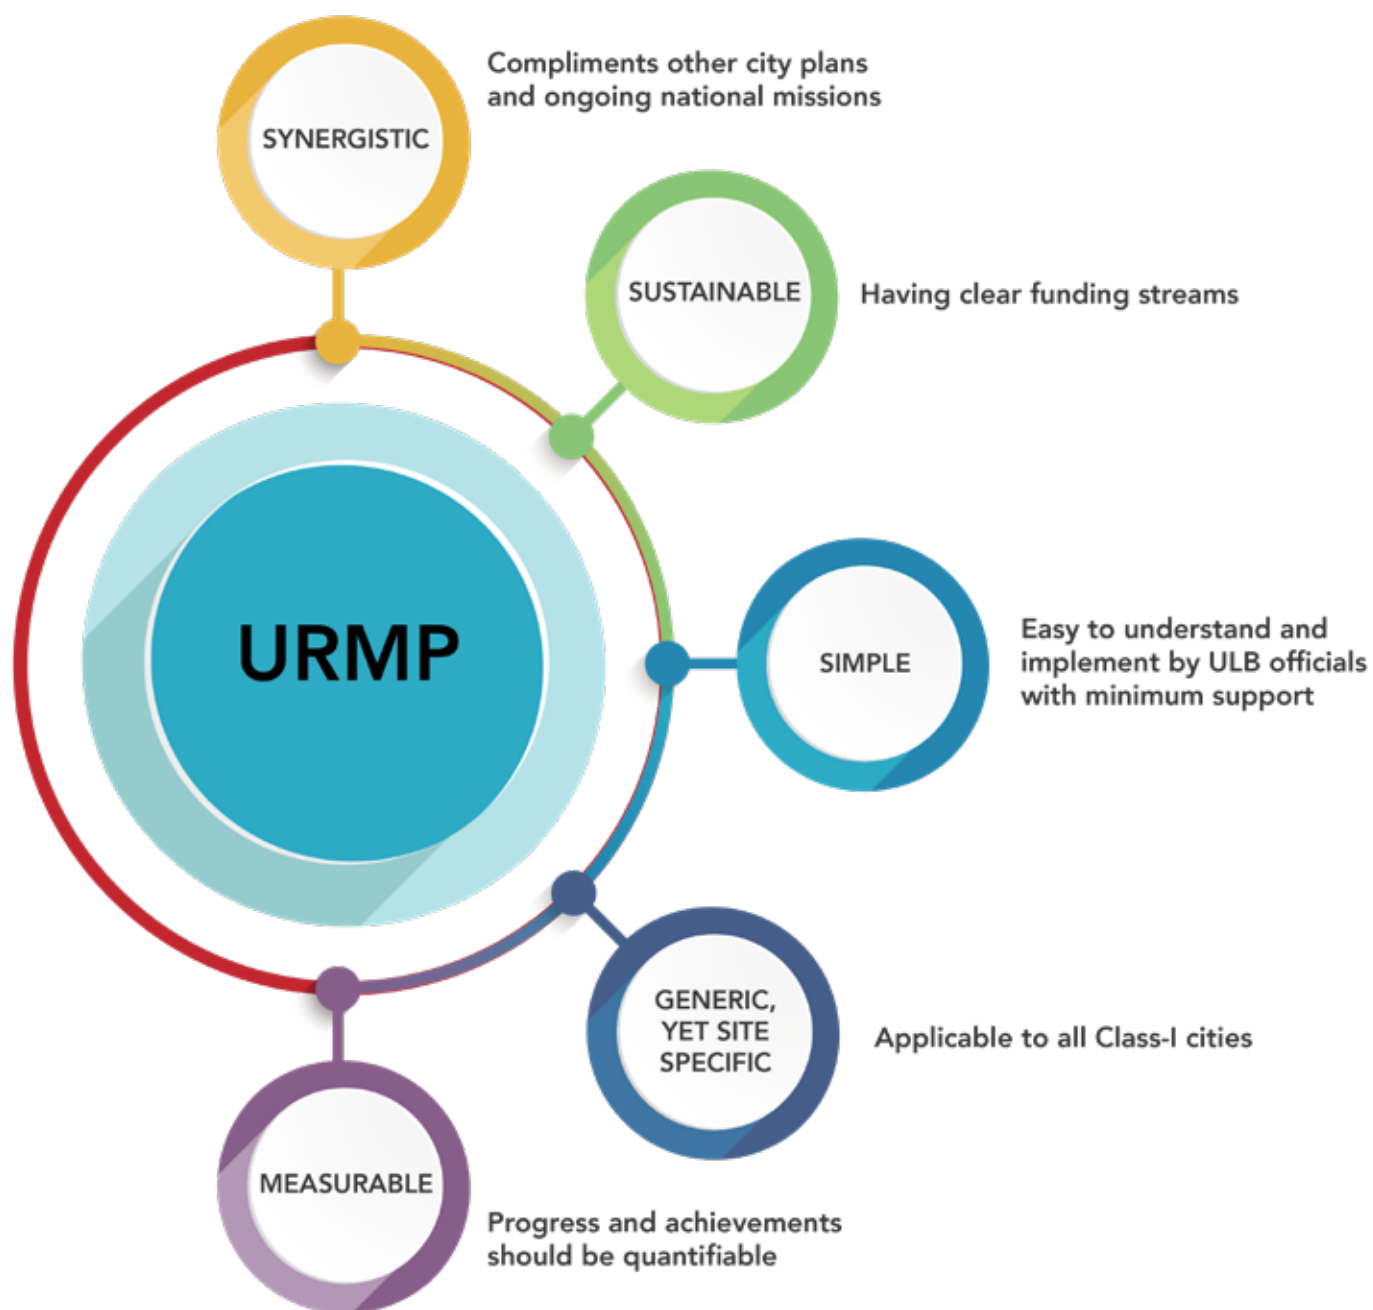 SYNERGISTIC
Compliments other city plans
and ongoing national missions
SUSTAINABLE
Having clear funding streams
URMP
SIMPLE
Easy to understand and
implement by ULB officials
with minimum support
GENERIC,
YET SITE
SPECIFIC
Applicable to all Class-I cities
MEASURABLE
Progress and achievements
should be quantifiable